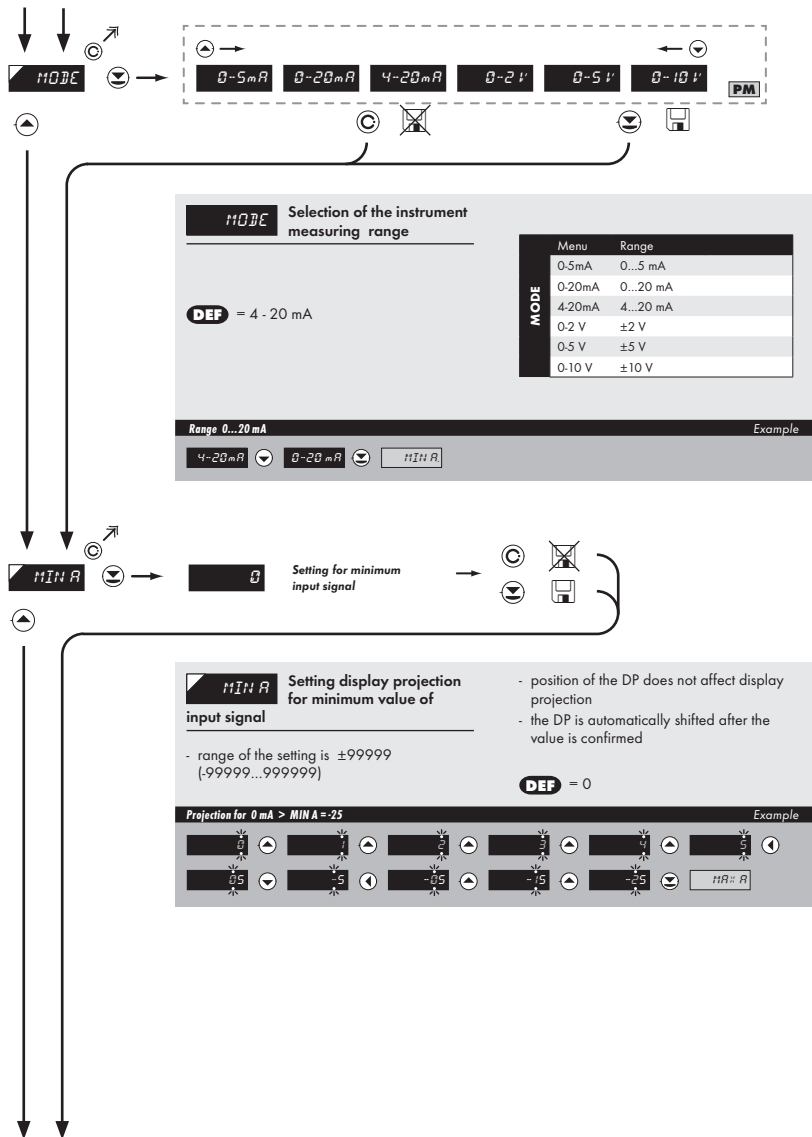 MODE
0-5mA 0-20mA 4-20mA 0-2 V 0-5 V 0-10 V
PM
C
C
MODE
Selection of the instrument
measuring range
DEF = 4 - 20 mA
MODE
Menu Range
0-5mA 0...5 mA
0-20mA 0...20 mA
4-20mA 4...20 mA
0-2 V ±2 V
0-5 V ±5 V
0-10 V ±10 V
Range 0...20 mA Example
4-20mA 0-20 mA MIN A.
C
MIN A
0
Setting for minimum
input signal
C
MIN A
Setting display projection
for minimum value of
input signal
- range of the setting is ±99999
(-99999...999999)
- position of the DP does not affect display
projection
- the DP is automatically shifted after the
value is confirmed
DEF = 0
Projection for 0 mA > MIN A = -25 Example
0 1 2 3 4 5
05 -5 -05 -15 -25 MAX A